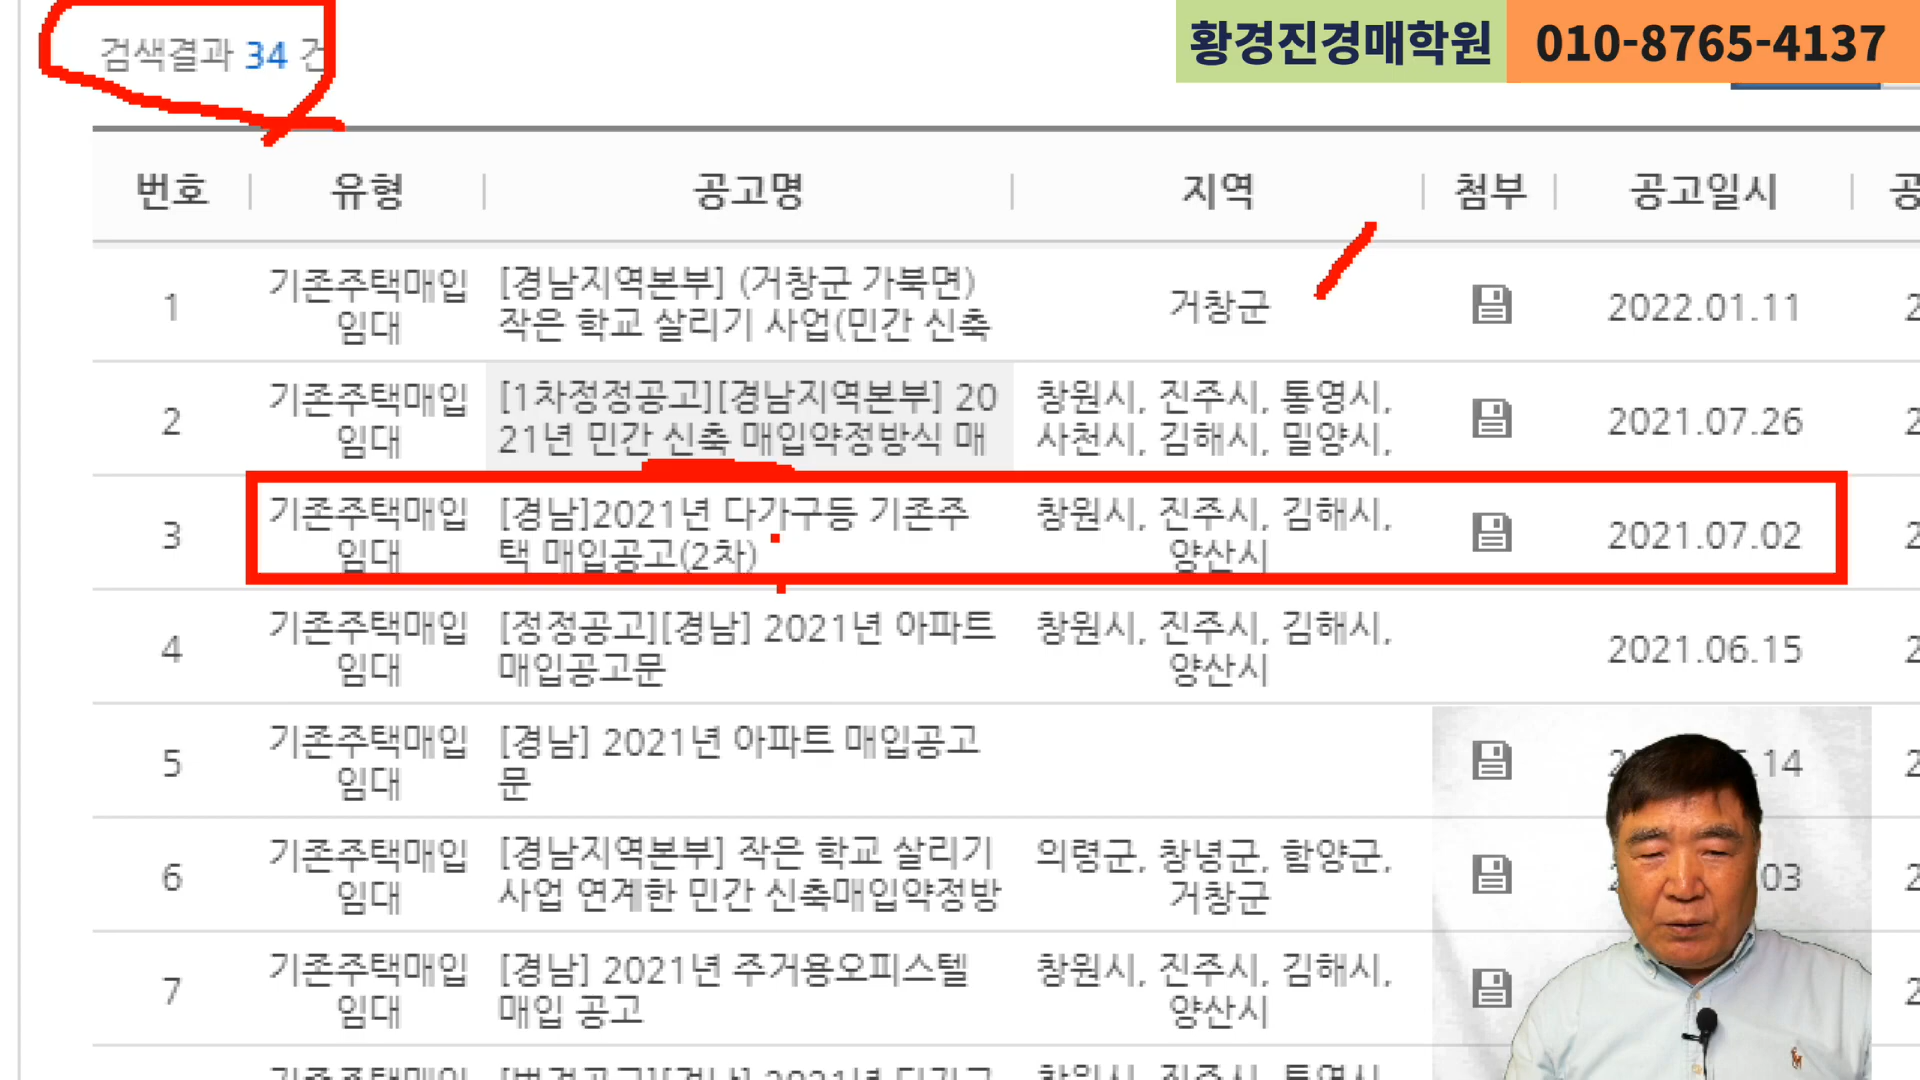 황경진경매학원 010-8765-4137
검색결과 34 건
번호 유형 공고명 지역 첨부 공고일시
1 기존주택매입임대 [경남지역본부] (거창군 가북면) 거창군 2022.01.11
작은 학교 살리기 사업(민간 신축
2 기존주택매입임대 [1차정정공고][경남지역본부] 20 창원시, 진주시, 통영시, 2021.07.26
21년 민간 신축 매입약정방식 매 사천시, 김해시, 밀양시,
3 기존주택매입임대 [경남]2021년 다가구등 기존주 창원시, 진주시, 김해시, 2021.07.02
택 매입공고(2차) 양산시
4 기존주택매입임대 [정정공고][경남] 2021년 아파트 창원시, 진주시, 김해시, 2021.06.15
매입공고문 양산시
5 기존주택매입임대 [경남] 2021년 아파트 매입공고 .14
문
6 기존주택매입임대 [경남지역본부] 작은 학교 살리기 의령군, 창녕군, 함양군, 03
사업 연계한 민간 신축매입약정방 거창군
7 기존주택매입임대 [경남] 2021년 주거용오피스텔 창원시, 진주시, 김해시,
매입 공고 양산시